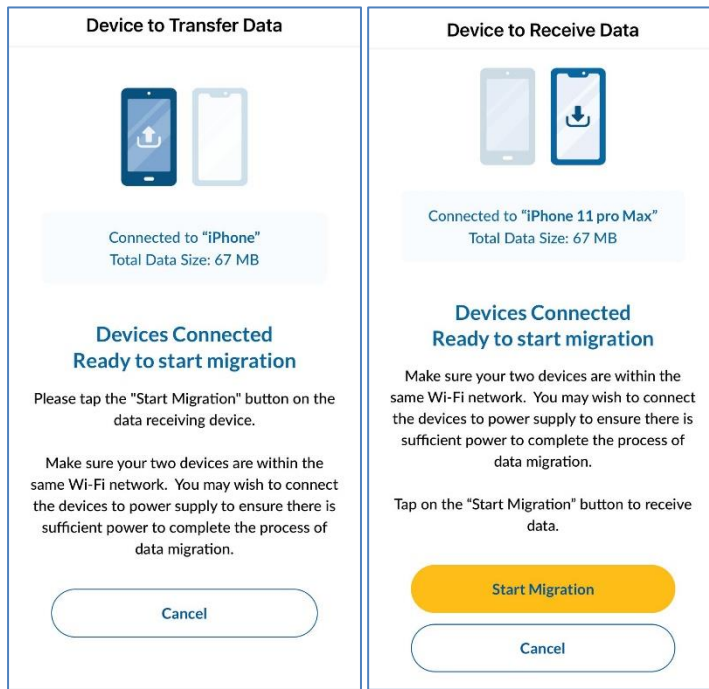 Device to Transfer Data
Connected to “iPhone”
Total Data Size: 67 MB
Devices Connected
Ready to start migration
Please tap the "Start Migration" button on the
data receiving device.
Make sure your two devices are within the
same Wi-Fi network. You may wish to connect
the devices to power supply to ensure there is
sufficient power to complete the process of
data migration.
Cancel
Device to Receive Data
Connected to “iPhone 11 pro Max”
Total Data Size: 67 MB
Devices Connected
Ready to start migration
Make sure your two devices are within the
same Wi-Fi network. You may wish to connect
the devices to power supply to ensure there is
sufficient power to complete the process of
data migration.
Tap on the “Start Migration” button to receive
data.
Start Migration
Cancel